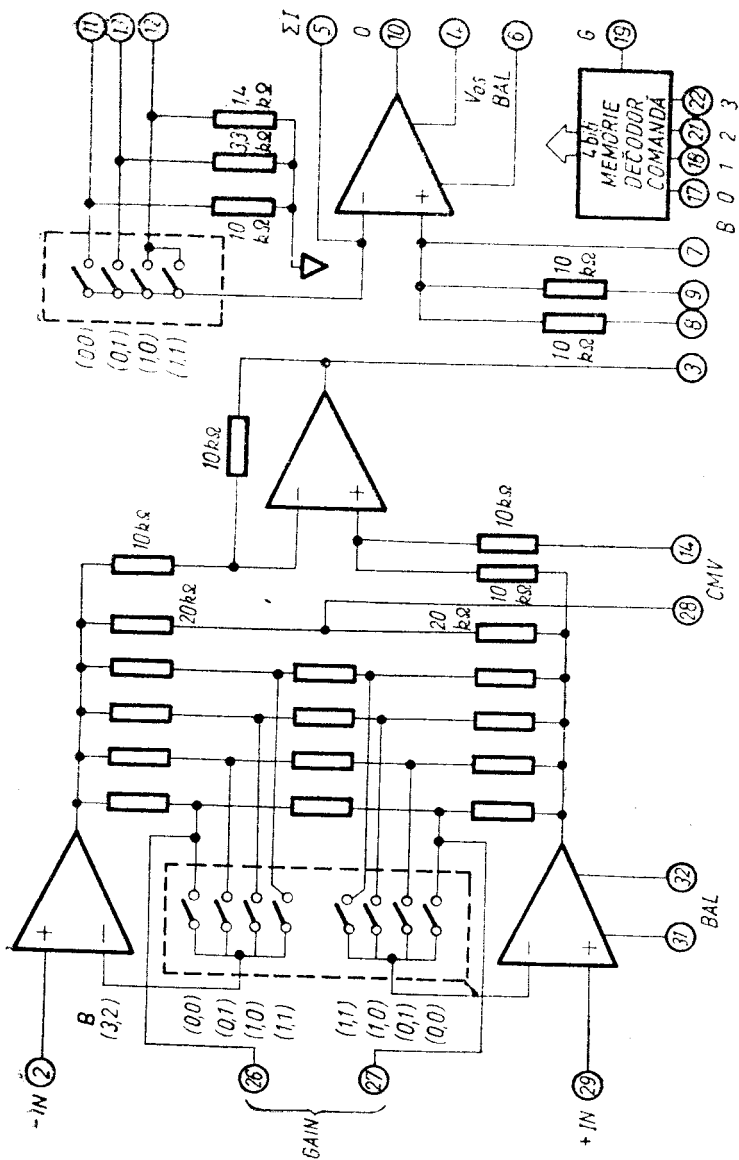 -IN 2
B
(3,2)
(0,0)
(0,1)
(1,0)
(1,1)
(1,1)
(1,0)
(0,1)
(0,0)
26
27
GAIN
+IN 29
31
32
BAL
10kΩ
20kΩ
20
kΩ
10
kΩ
10kΩ
28
14
CMV
10kΩ
3
(0,0)
(0,1)
(1,0)
(1,1)
11
13
12
10
kΩ
3,3
kΩ
1,4
kΩ
ΣI
5
O
10
4
VOS
BAL
6
10
kΩ
10
kΩ
8
9
7
4 biți
MEMORIE
DECODOR
COMANDĂ
G
19
17
18
21
22
B 0 1 2 3